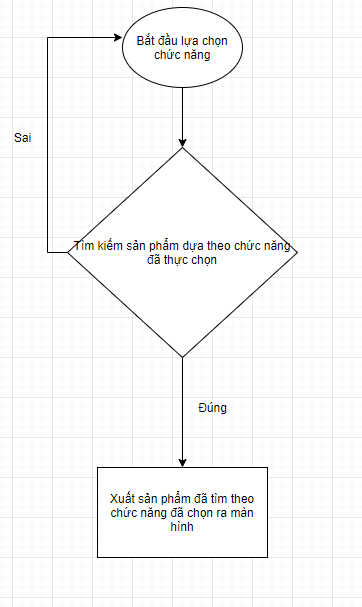 Bắt đầu lựa chọn
chức năng
Sai
Tìm kiếm sản phẩm dựa theo chức năng
đã thực chọn
Đúng
Xuất sản phẩm đã tìm theo
chức năng đã chọn ra màn
hình